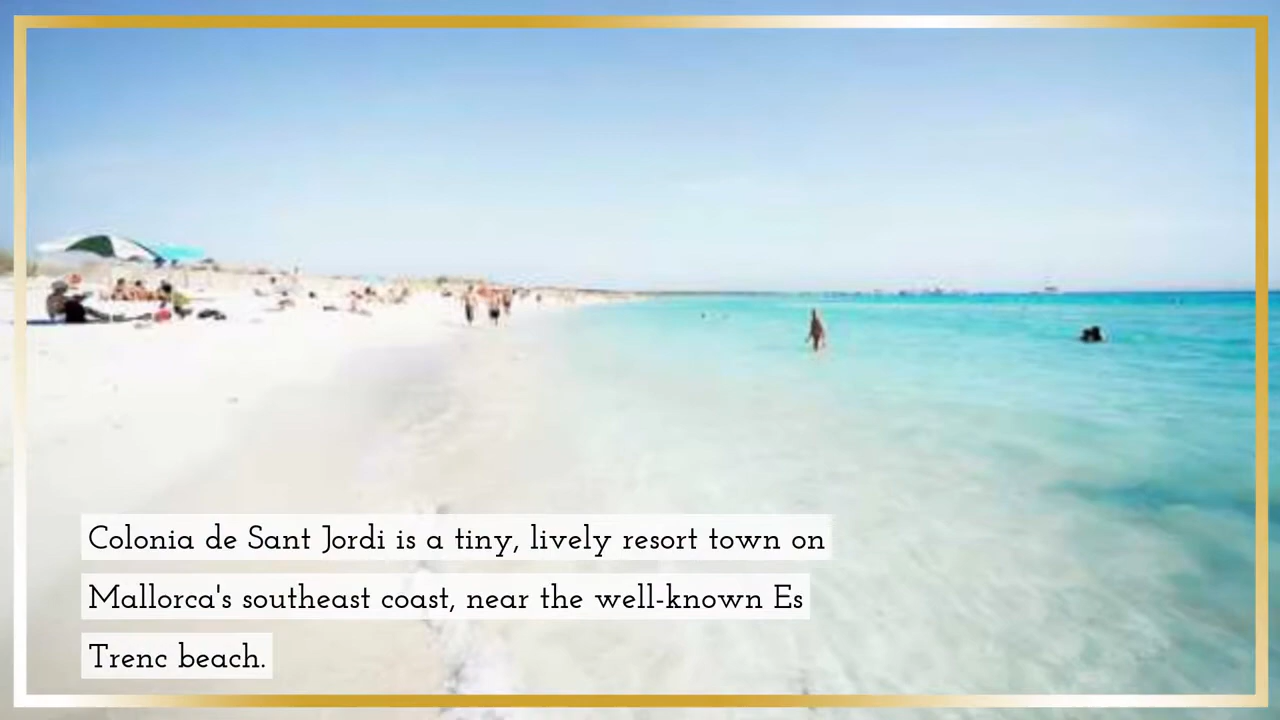 Colonia de Sant Jordi is a tiny, lively resort town on
Mallorca's southeast coast, near the well-known Es
Trenc beach.